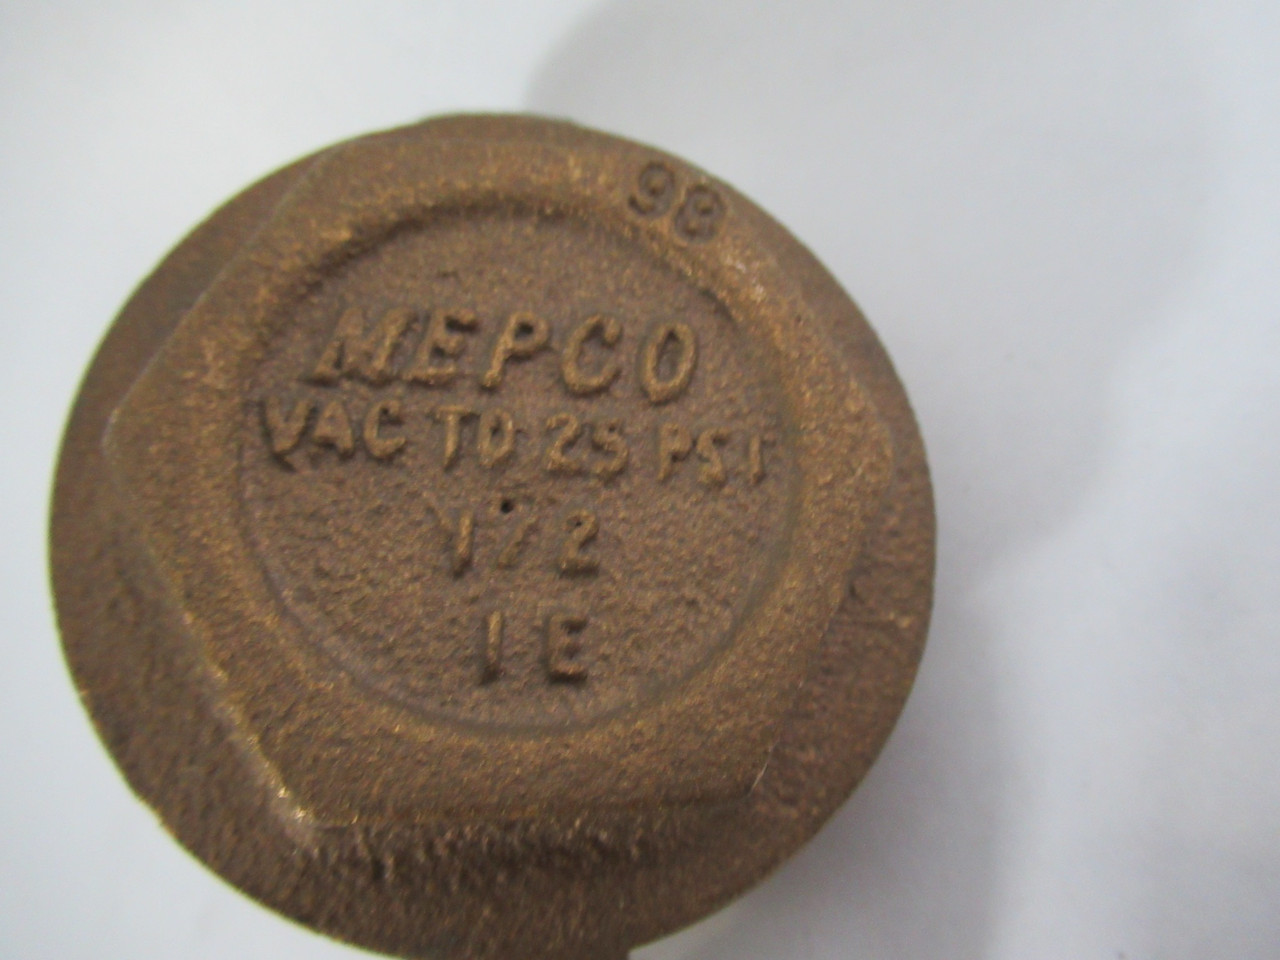 98
MEPCO
VAC TO 25 PSI
1/2
1E